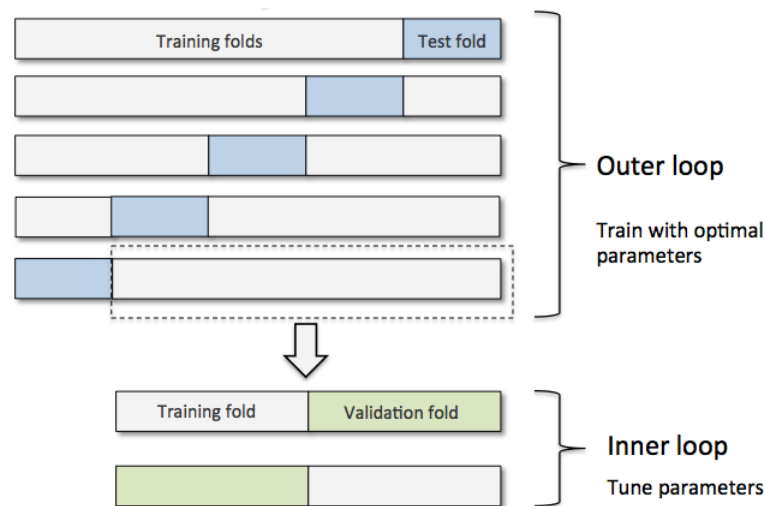 Training folds
Test fold
Outer loop
Train with optimal
parameters
Training fold
Validation fold
Inner loop
Tune parameters